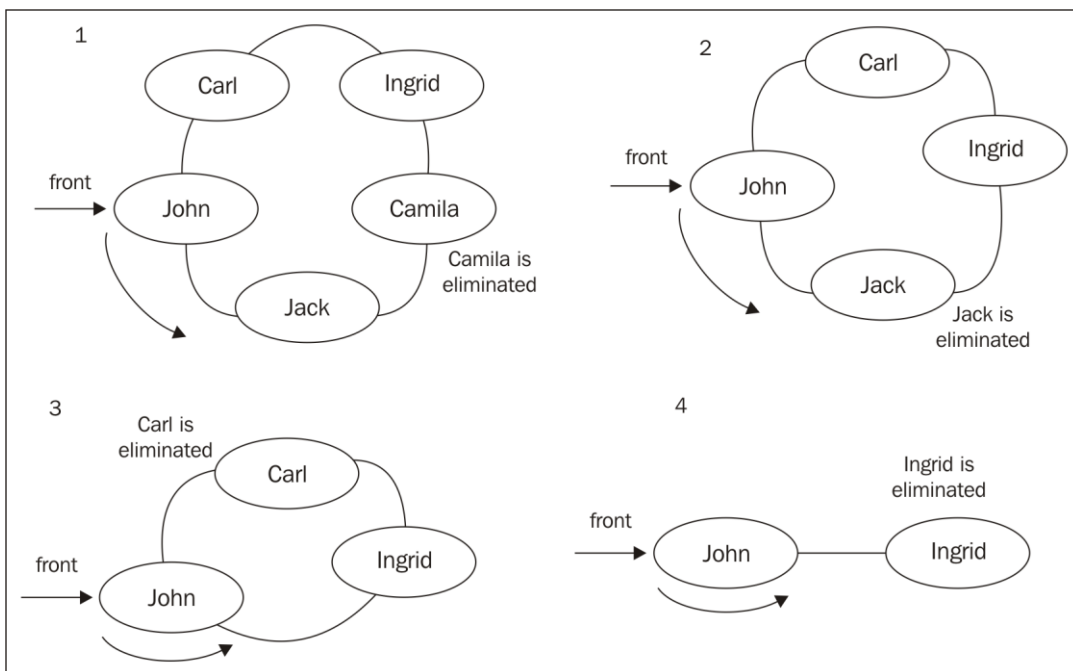 1
Carl
Ingrid
front
John
Camila
Camila is
eliminated
Jack
2
Carl
Ingrid
front
John
Jack
Jack is
eliminated
3
Carl is
eliminated
Carl
Ingrid
front
John
4
Ingrid is
eliminated
front
John
Ingrid